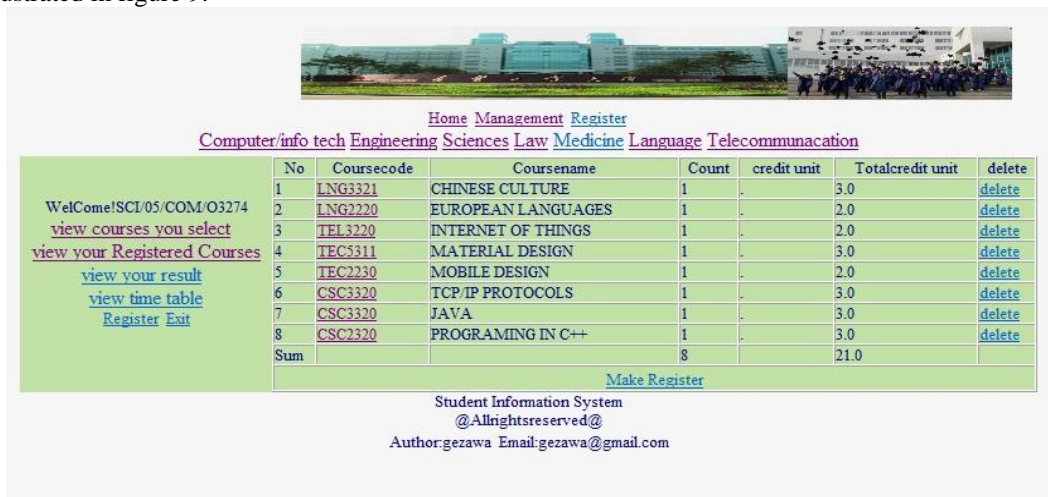 ustrated in figure 9.
Home Management Register
Computer/info tech Engineering Sciences Law Medicine Language Telecommunacation
WelCome!SCI/05/COM/O3274
view courses you select
view your Registered Courses
view your result
view time table
Register Exit
No Coursecode Coursename Count credit unit Totalcredit unit delete
1 LNG3321 CHINESE CULTURE 1 . 3.0 delete
2 LNG2220 EUROPEAN LANGUAGES 1 . 2.0 delete
3 TEL3220 INTERNET OF THINGS 1 . 2.0 delete
4 TEC5311 MATERIAL DESIGN 1 . 3.0 delete
5 TEC2230 MOBILE DESIGN 1 . 2.0 delete
6 CSC3320 TCP/IP PROTOCOLS 1 . 3.0 delete
7 CSC3320 JAVA 1 . 3.0 delete
8 CSC2320 PROGRAMING IN C++ 1 . 3.0 delete
Sum 8 21.0
Make Register
Student Information System
@Allrightsreserved@
Author:gezawa Email:gezawa@gmail.com